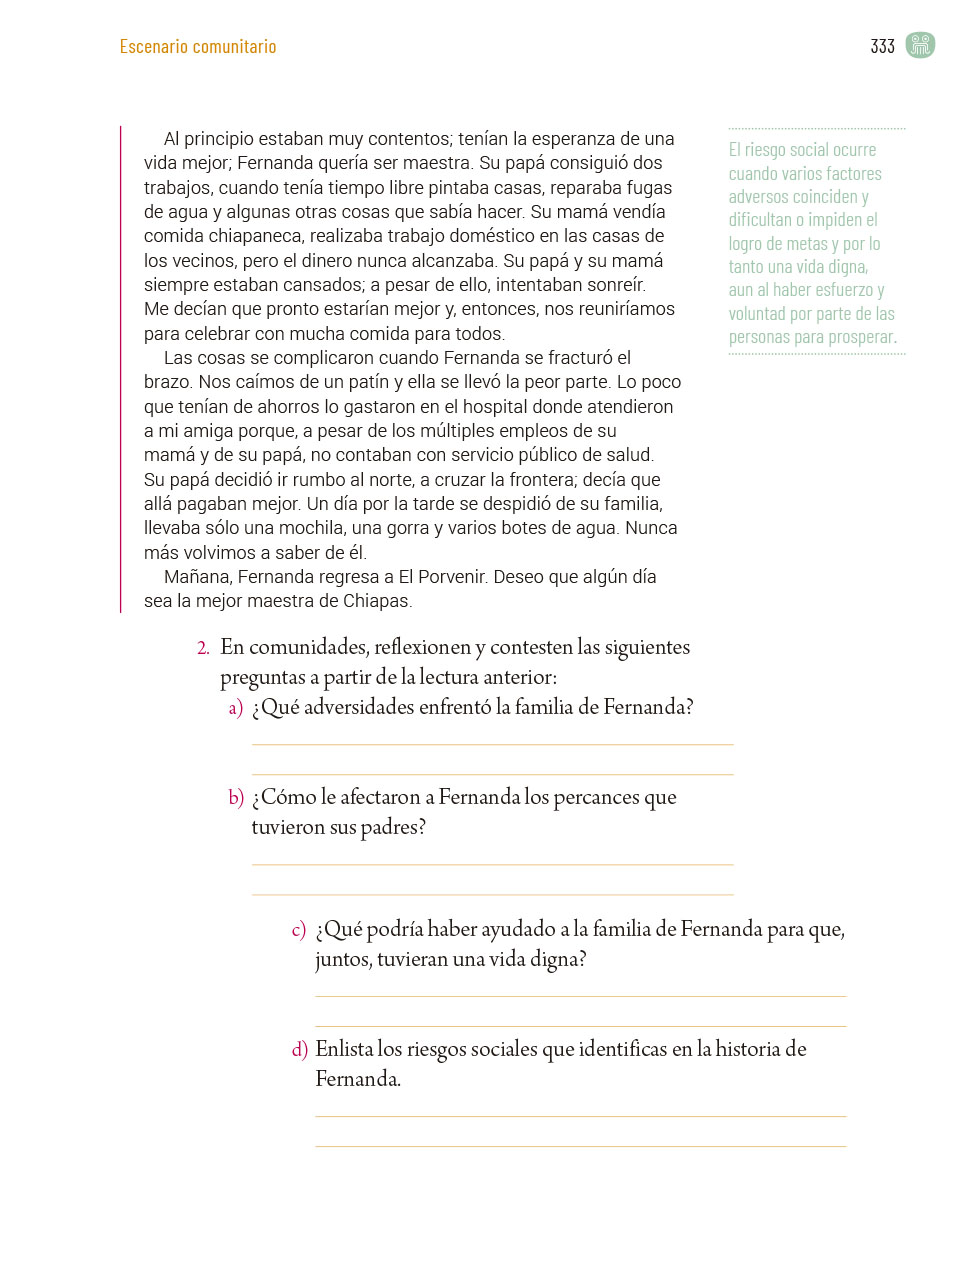 Escenario comunitario
333
Al principio estaban muy contentos; tenían la esperanza de una
vida mejor; Fernanda quería ser maestra. Su papá consiguió dos
trabajos, cuando tenía tiempo libre pintaba casas, reparaba fugas
de agua y algunas otras cosas que sabía hacer. Su mamá vendía
comida chiapaneca, realizaba trabajo doméstico en las casas de
los vecinos, pero el dinero nunca alcanzaba. Su papá y su mamá
siempre estaban cansados; a pesar de ello, intentaban sonreír.
Me decían que pronto estarían mejor y, entonces, nos reuniríamos
para celebrar con mucha comida para todos.
Las cosas se complicaron cuando Fernanda se fracturó el
brazo. Nos caímos de un patín y ella se llevó la peor parte. Lo poco
que tenían de ahorros lo gastaron en el hospital donde atendieron
a mi amiga porque, a pesar de los múltiples empleos de su
mamá y de su papá, no contaban con servicio público de salud.
Su papá decidió ir rumbo al norte, a cruzar la frontera; decía que
allá pagaban mejor. Un día por la tarde se despidió de su familia,
llevaba sólo una mochila, una gorra y varios botes de agua. Nunca
más volvimos a saber de él.
Mañana, Fernanda regresa a El Porvenir. Deseo que algún día
sea la mejor maestra de Chiapas.
El riesgo social ocurre
cuando varios factores
adversos coinciden y
dificultan o impiden el
logro de metas y por lo
tanto una vida digna,
aun al haber esfuerzo y
voluntad por parte de las
personas para prosperar.
2. En comunidades, reflexionen y contesten las siguientes
preguntas a partir de la lectura anterior:
a) ¿Qué adversidades enfrentó la familia de Fernanda?
b) ¿Cómo le afectaron a Fernanda los percances que
tuvieron sus padres?
c) ¿Qué podría haber ayudado a la familia de Fernanda para que,
juntos, tuvieran una vida digna?
d) Enlista los riesgos sociales que identificas en la historia de
Fernanda.